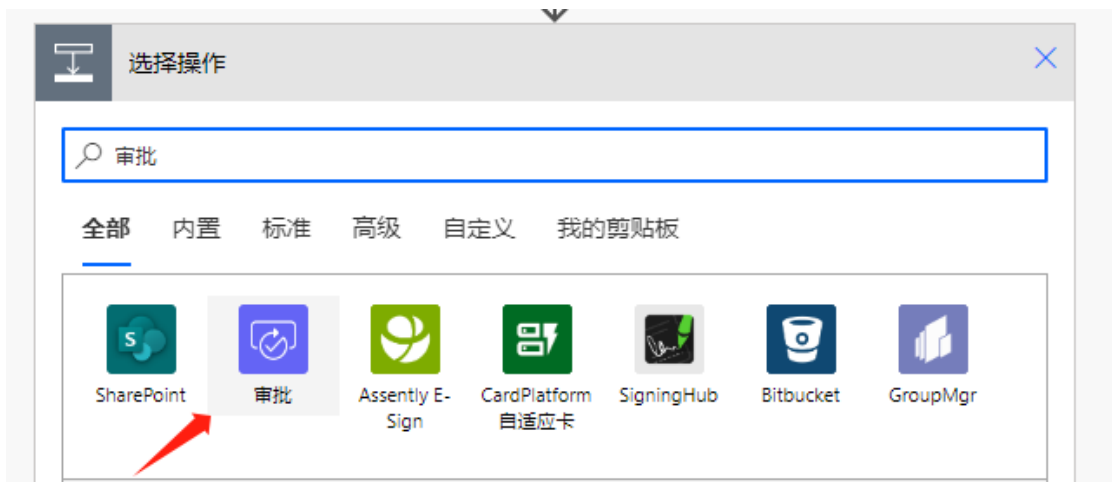 选择操作
审批
全部 内置 标准 高级 自定义 我的剪贴板
SharePoint 审批 Assently E- CardPlatform SigningHub Bitbucket GroupMgr
Sign 自适应卡